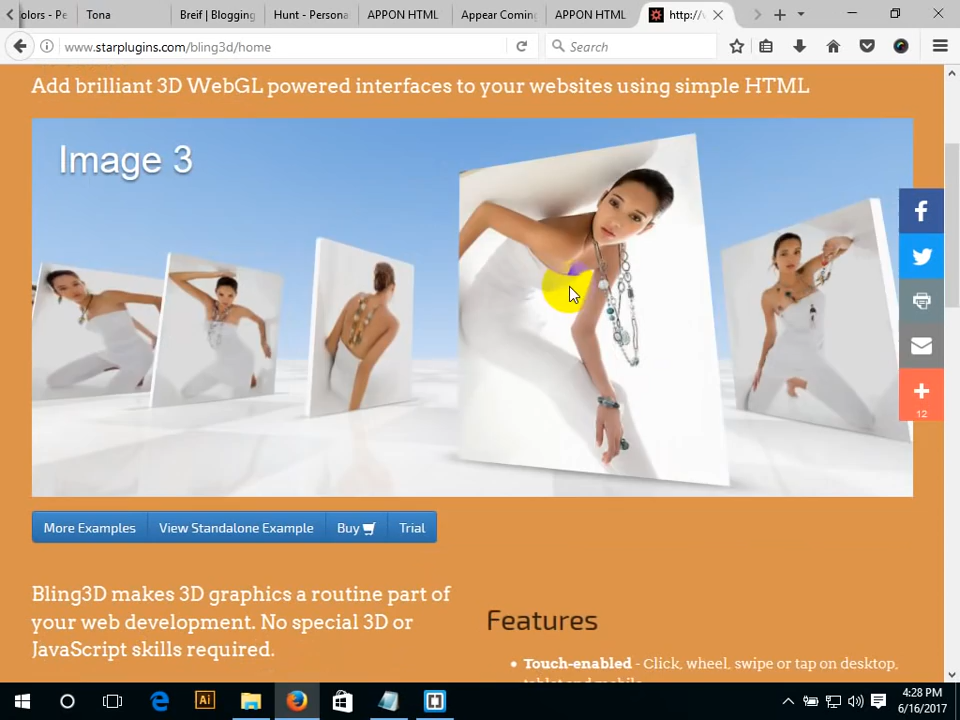 olors - Pe
Tona
Breif | Blogging
Hunt - Persona
APPON HTML
Appear Coming
APPON HTML
http://
www.starplugins.com/bling3d/home
Search
Add brilliant 3D WebGL powered interfaces to your websites using simple HTML
Image 3
12
More Examples
View Standalone Example
Buy
Trial
Bling3D makes 3D graphics a routine part of
your web development. No special 3D or
JavaScript skills required.
Features
• Touch-enabled - Click, wheel, swipe or tap on desktop,
tablet and mobile
4:28 PM
6/16/2017